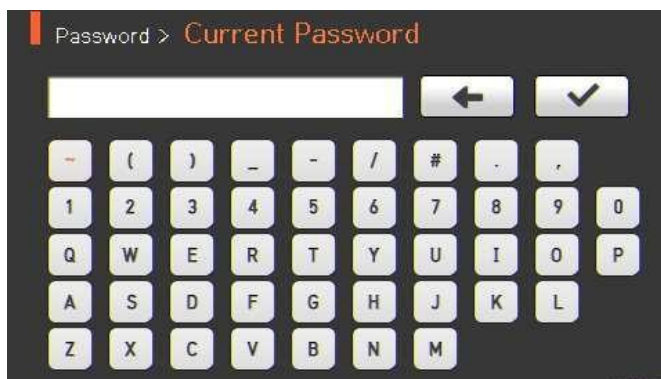 Password > Current Password
~ ( ) _ - / # . ,
1 2 3 4 5 6 7 8 9 0
Q W E R T Y U I O P
A S D F G H J K L
Z X C V B N M